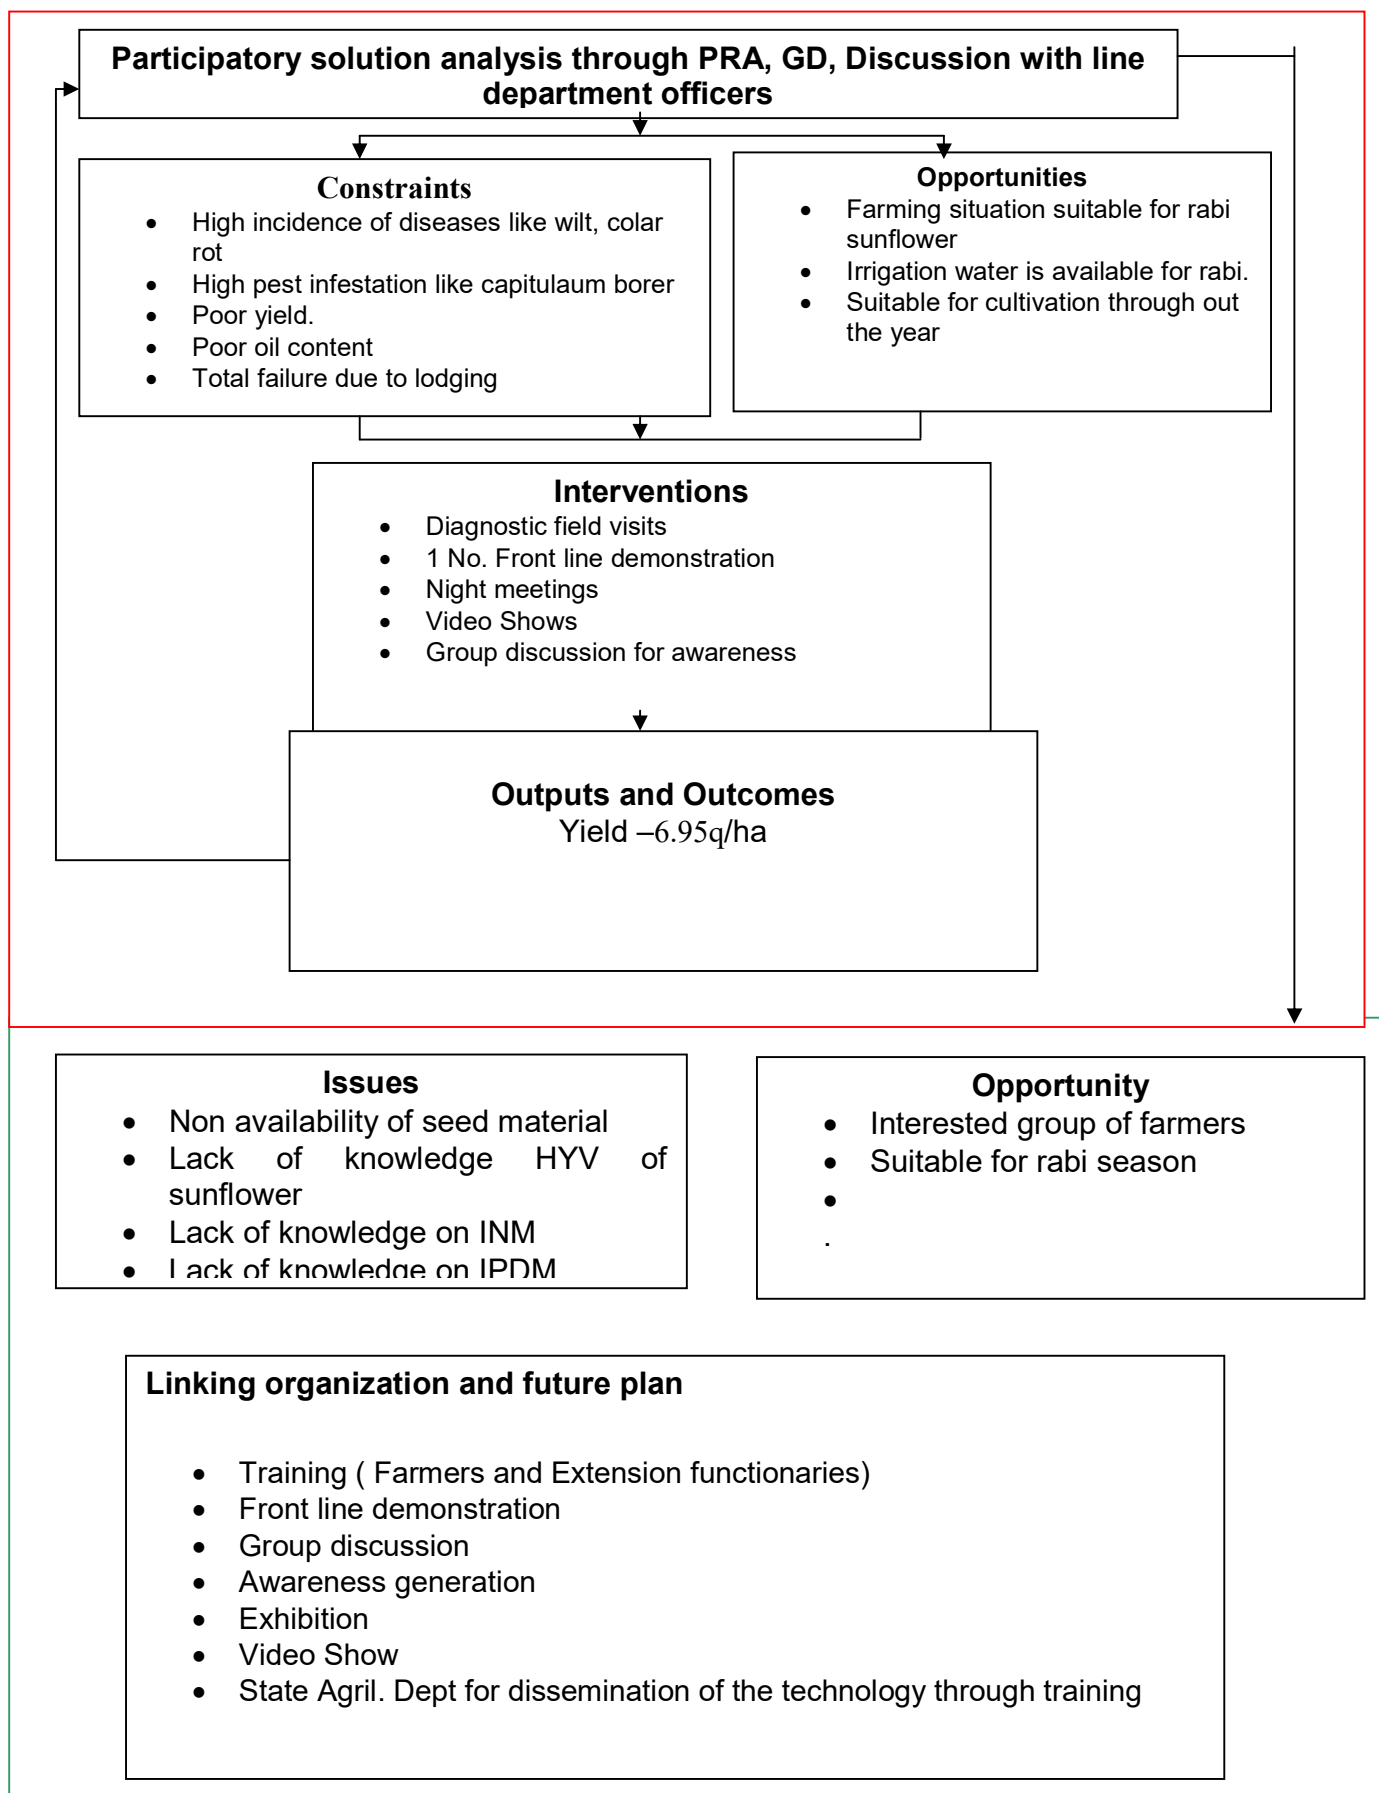 Participatory solution analysis through PRA, GD, Discussion with line
department officers
Constraints
• High incidence of diseases like wilt, colar
rot
• High pest infestation like capitulaum borer
• Poor yield.
• Poor oil content
• Total failure due to lodging
Opportunities
• Farming situation suitable for rabi
sunflower
• Irrigation water is available for rabi.
• Suitable for cultivation through out
the year
Interventions
• Diagnostic field visits
• 1 No. Front line demonstration
• Night meetings
• Video Shows
• Group discussion for awareness
Outputs and Outcomes
Yield –6.95q/ha
Issues
• Non availability of seed material
• Lack of knowledge HYV of
sunflower
• Lack of knowledge on INM
• Lack of knowledge on IPDM
Opportunity
• Interested group of farmers
• Suitable for rabi season
•
.
Linking organization and future plan
• Training ( Farmers and Extension functionaries)
• Front line demonstration
• Group discussion
• Awareness generation
• Exhibition
• Video Show
• State Agril. Dept for dissemination of the technology through training